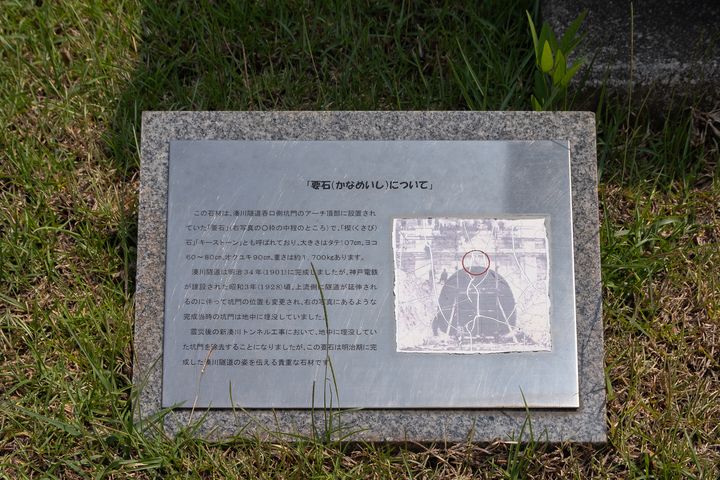 「要石(かなめいし)について」
この石材は、湊川隧道呑口側坑門のアーチ頂部に設置され
ていた「要石」(右写真の〇枠の中程のところ)で、「楔(くさび)
石」「キーストーン」とも呼ばれており、大きさはタテ107cm、ヨコ
60〜80cm、オクユキ90cm、重さは約1,700kgあります。
湊川隧道は明治34年(1901)に完成しましたが、神戸電鉄
が建設された昭和3年(1928)頃、上流側に隧道が延伸され
るのに伴って坑門の位置も変更され、右の写真にあるような
完成当時の坑門は地中に埋没していました。
震災後の新湊川トンネル工事において、地中に埋没してい
た坑門を除去することになりましたが、この要石は明治期に完
成した湊川隧道の姿を伝える貴重な石材です。